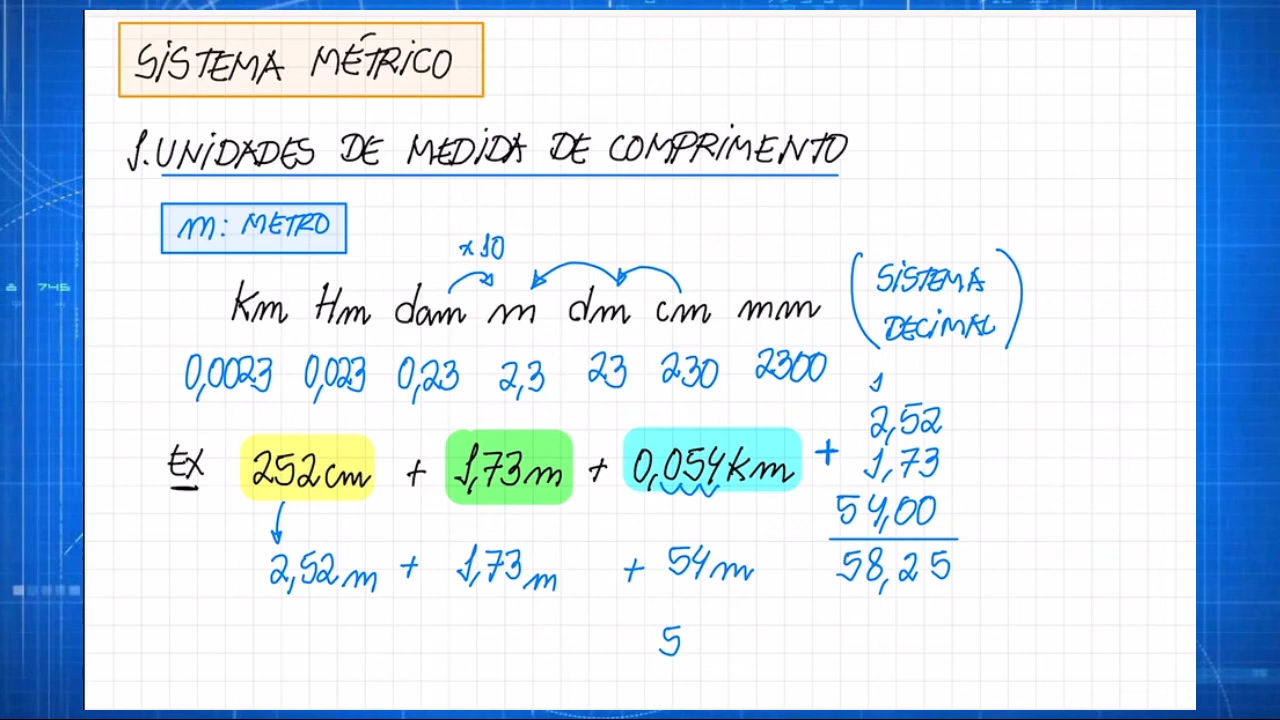 SISTEMA MÉTRICO
1. UNIDADES DE MEDIDA DE COMPRIMENTO
m: METRO
x10
Km Hm dam m dm cm mm
(SISTEMA DECIMAL)
0,0023 0,023 0,23 2,3 23 230 2300
1
2,52
+ 1,73
54,00
58,25
EX 252cm + 1,73m + 0,054Km
2,52m + 1,73m + 54m
5
745